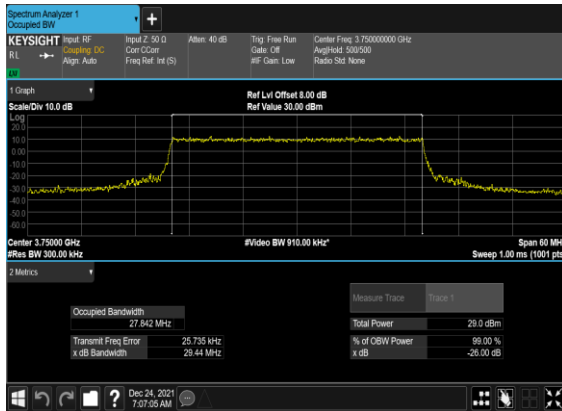 Spectrum Analyzer 1
Occupied BW
+
KEYSIGHT Input: RF Input Z: 50 Ω Atten: 40 dB Trig: Free Run Center Freq: 3.750000000 GHz
RL Coupling: DC Corr CCorr Gate: Off Avg|Hold: 500/500
Align: Auto Freq Ref: Int (S) #IF Gain: Low Radio Std: None
LXI
1 Graph
Ref Lvl Offset 8.00 dB
Scale/Div 10.0 dB Ref Value 30.00 dBm
Log
20.0
10.0
0.00
-10.0
-20.0
-30.0
-40.0
-50.0
-60.0
Center 3.75000 GHz #Video BW 910.00 kHz* Span 60 MH
#Res BW 300.00 kHz Sweep 1.00 ms (1001 pts
2 Metrics
Measure Trace Trace 1
Occupied Bandwidth
27.842 MHz Total Power 29.0 dBm
Transmit Freq Error 25.735 kHz % of OBW Power 99.00 %
x dB Bandwidth 29.44 MHz x dB -26.00 dB
? Dec 24, 2021
7:07:05 AM